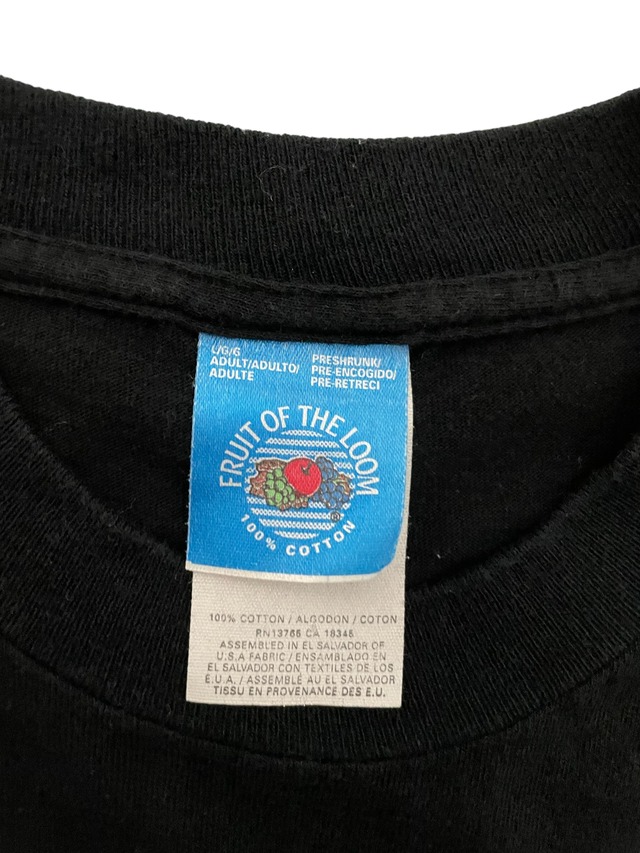 L/G/G
ADULT/ADULTO/
ADULTE
PRESHRUNK/
PRE-ENCOGIDO/
PRE-RETRECI
FRUIT OF THE LOOM
®
100% COTTON
100% COTTON / ALGODON / COTON
RN13765 CA 18345
ASSEMBLED IN EL SALVADOR OF
U.S.A FABRIC / ENSAMBLADO EN
EL SALVADOR CON TEXTILES DE LOS
E.U.A. / ASSEMBLÉ AU EL SALVADOR
TISSU EN PROVENANCE DES E.U.